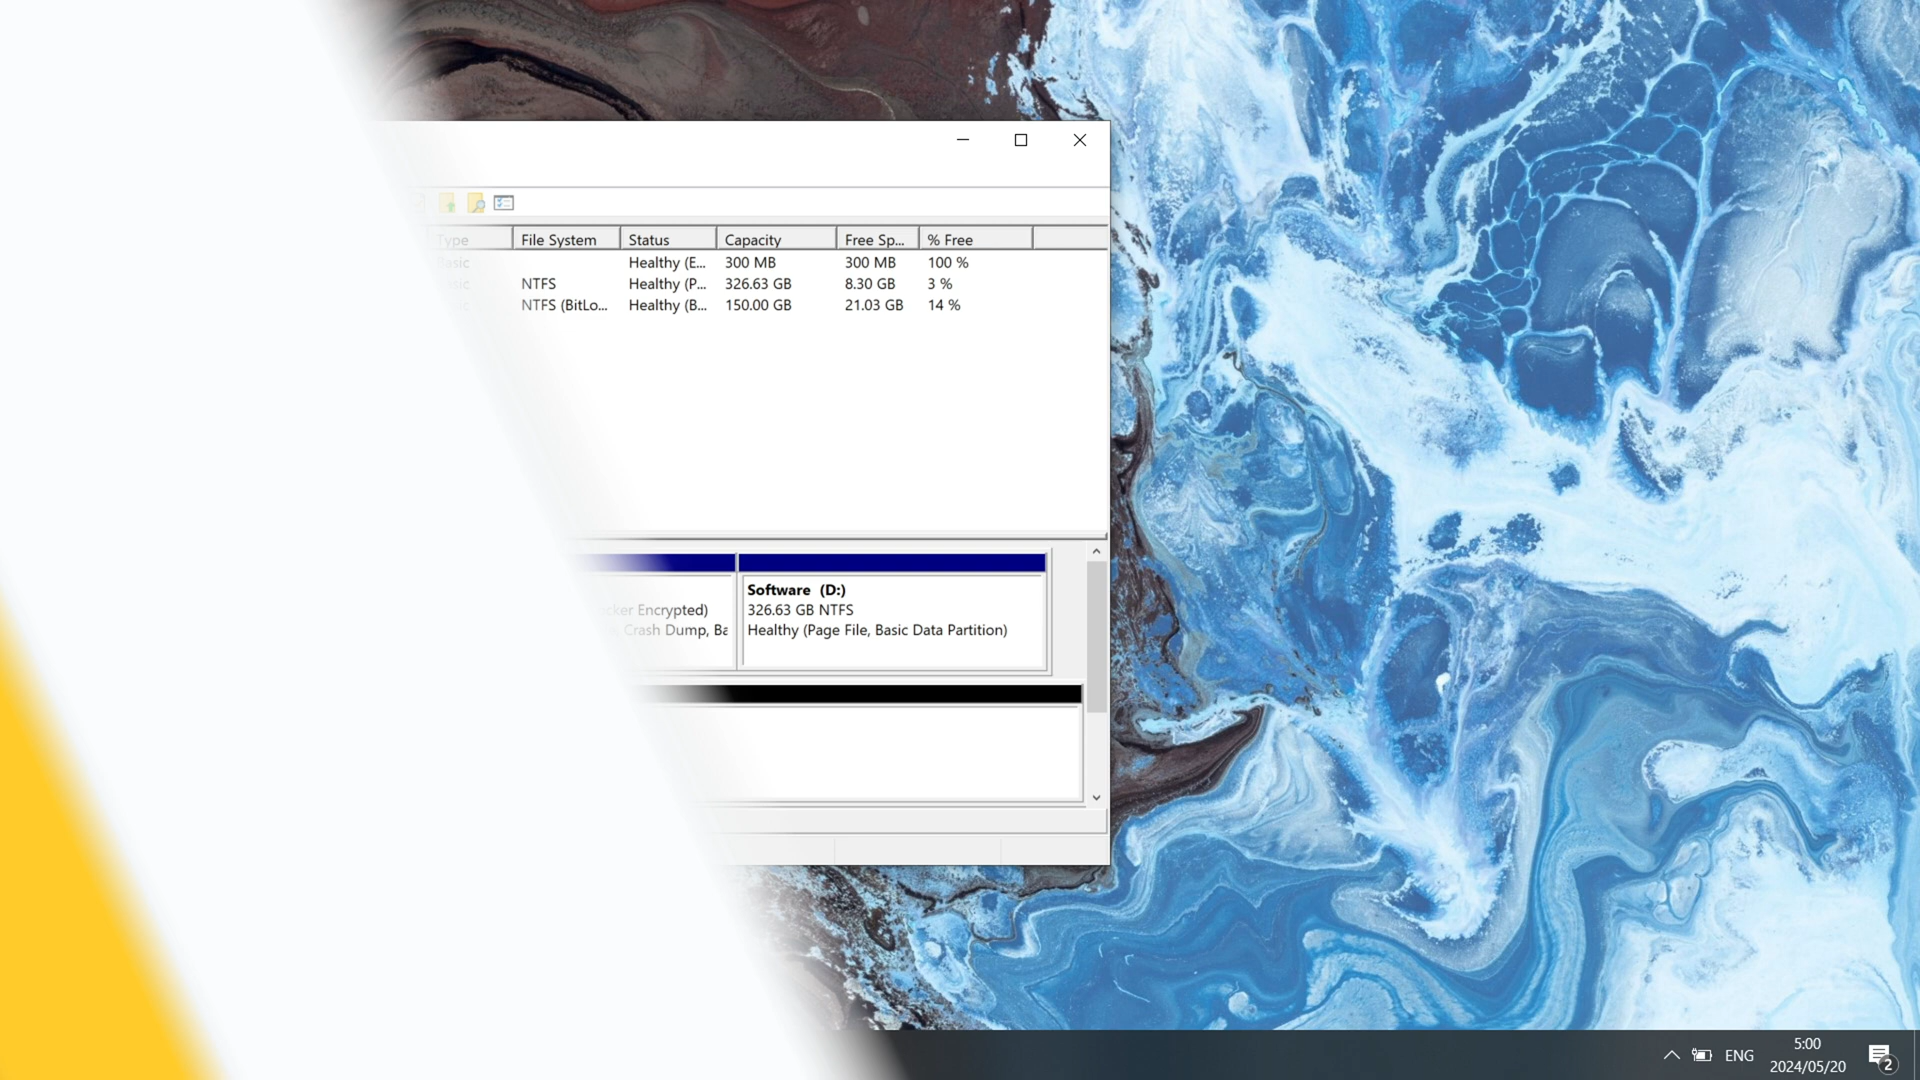 Type File System Status Capacity Free Sp... % Free
Healthy (E... 300 MB 300 MB 100 %
NTFS Healthy (P... 326.63 GB 8.30 GB 3 %
NTFS (BitLo... Healthy (B... 150.00 GB 21.03 GB 14 %
Software (D:)
Encrypted) 326.63 GB NTFS
Crash Dump, Ba Healthy (Page File, Basic Data Partition)
5:00
ENG
2024/05/20
2